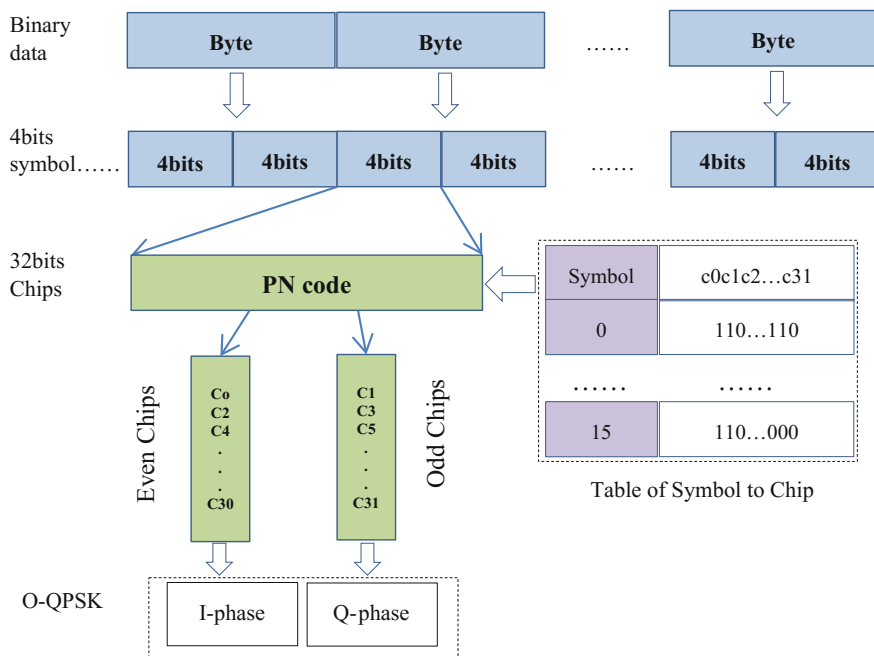 Binary
data
Byte Byte …… Byte
4bits
symbol……
4bits 4bits 4bits 4bits …… 4bits 4bits
32bits
Chips
PN code
Symbol c0c1c2…c31
0 110…110
…… ……
15 110…000
Table of Symbol to Chip
Even Chips
Co
C2
C4
.
.
.
C30
C1
C3
C5
.
.
.
C31
Odd Chips
O-QPSK
I-phase Q-phase